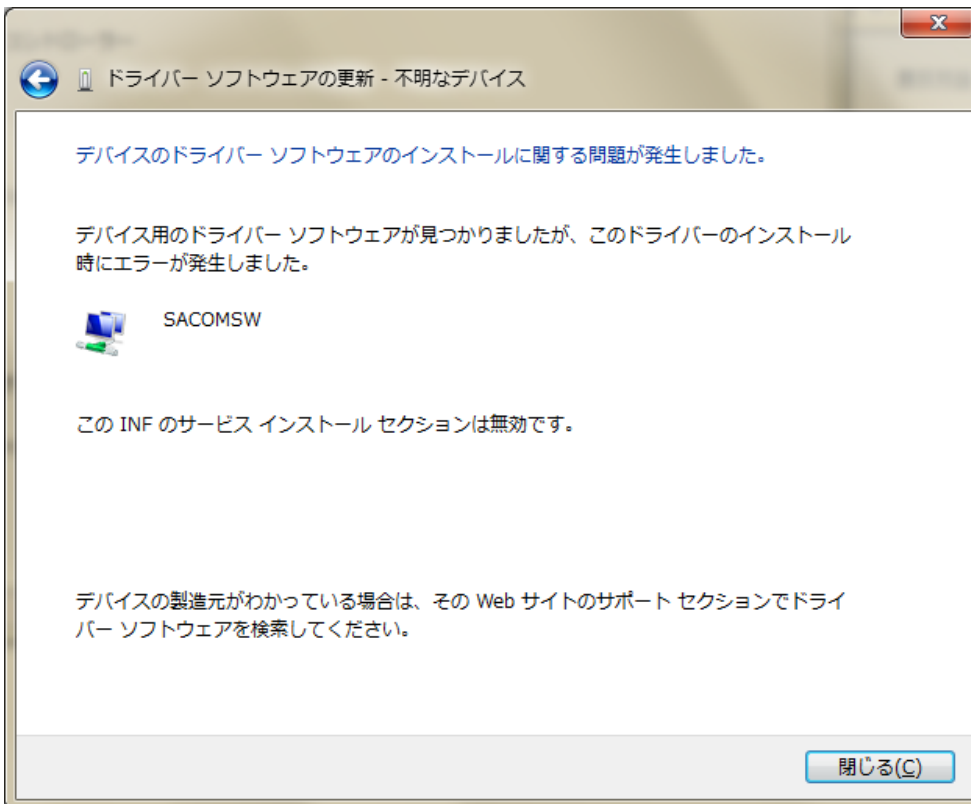 ドライバー ソフトウェアの更新 - 不明なデバイス
デバイスのドライバー ソフトウェアのインストールに関する問題が発生しました。
デバイス用のドライバー ソフトウェアが見つかりましたが、このドライバーのインストール
時にエラーが発生しました。
SACOMSW
この INF のサービス インストール セクションは無効です。
デバイスの製造元がわかっている場合は、その Web サイトのサポート セクションでドライ
バー ソフトウェアを検索してください。
閉じる(C)